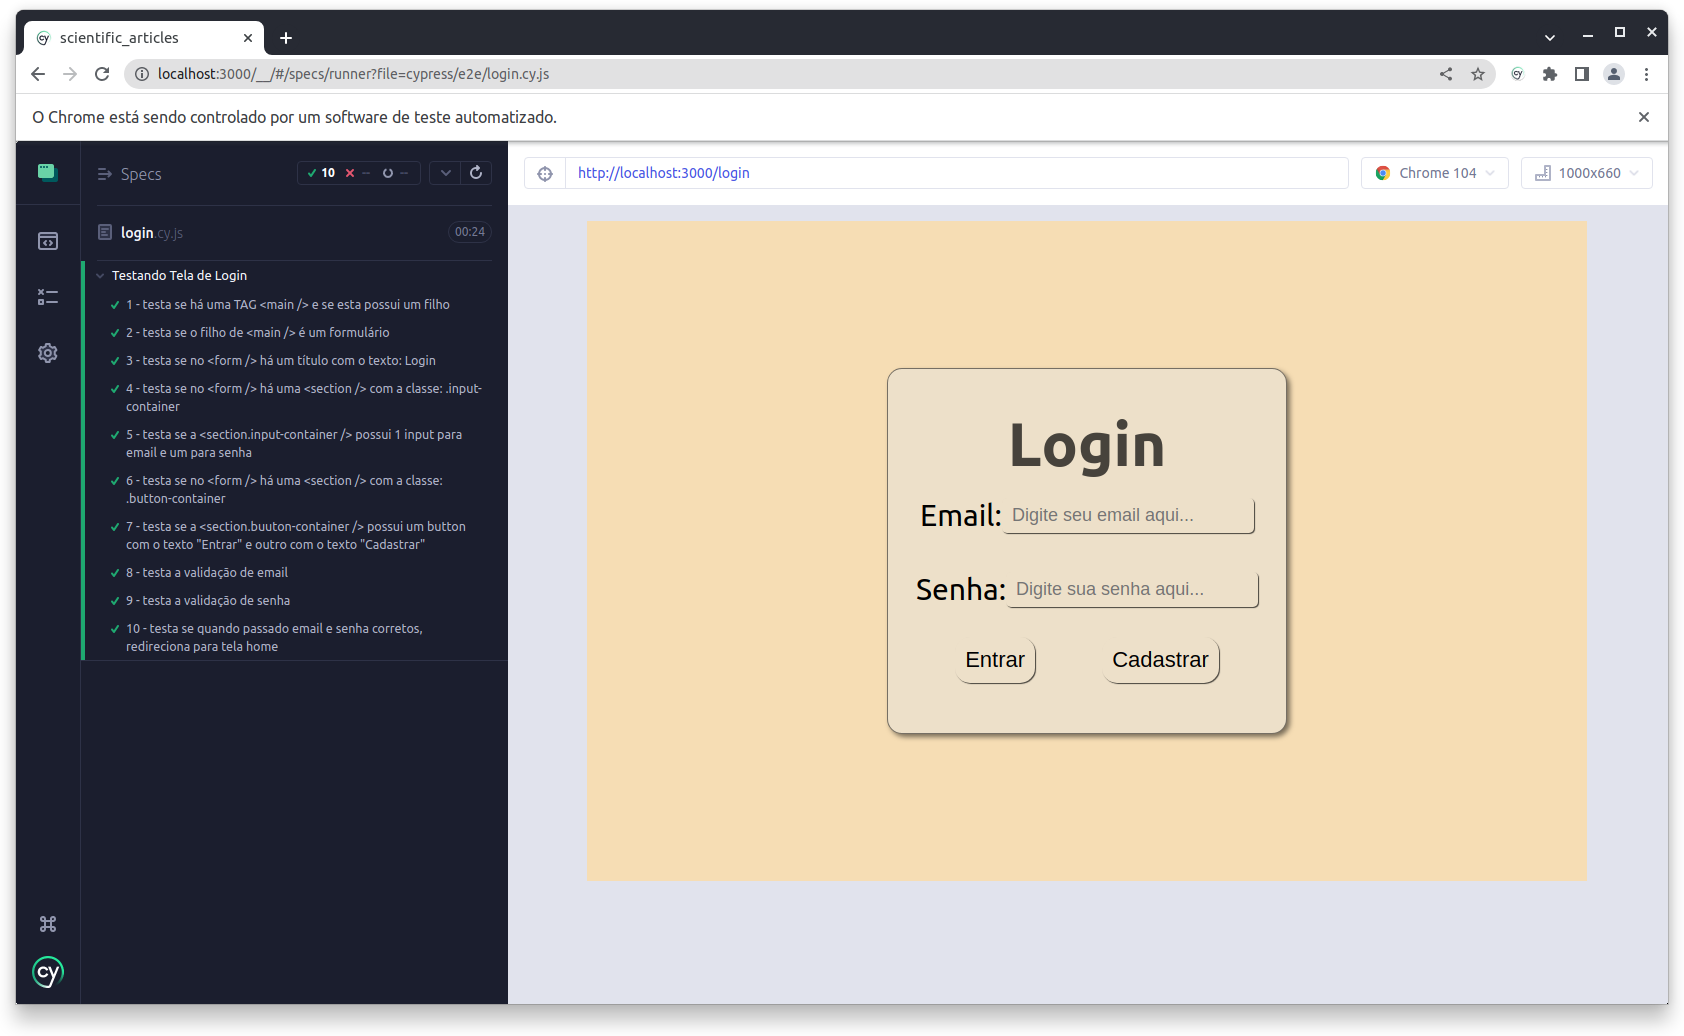 scientific_articles
localhost:3000/__/#/specs/runner?file=cypress/e2e/login.cy.js
O Chrome está sendo controlado por um software de teste automatizado.
Specs
10 -- --
login.cy.js
00:24
Testando Tela de Login
1 - testa se há uma TAG <main /> e se esta possui um filho
2 - testa se o filho de <main /> é um formulário
3 - testa se no <form /> há um título com o texto: Login
4 - testa se no <form /> há uma <section /> com a classe: .input-
container
5 - testa se a <section.input-container /> possui 1 input para
email e um para senha
6 - testa se no <form /> há uma <section /> com a classe:
.button-container
7 - testa se a <section.buuton-container /> possui um button
com o texto "Entrar" e outro com o texto "Cadastrar"
8 - testa a validação de email
9 - testa a validação de senha
10 - testa se quando passado email e senha corretos,
redireciona para tela home
cy
http://localhost:3000/login
Chrome 104
1000x660
Login
Email: Digite seu email aqui...
Senha: Digite sua senha aqui...
Entrar
Cadastrar